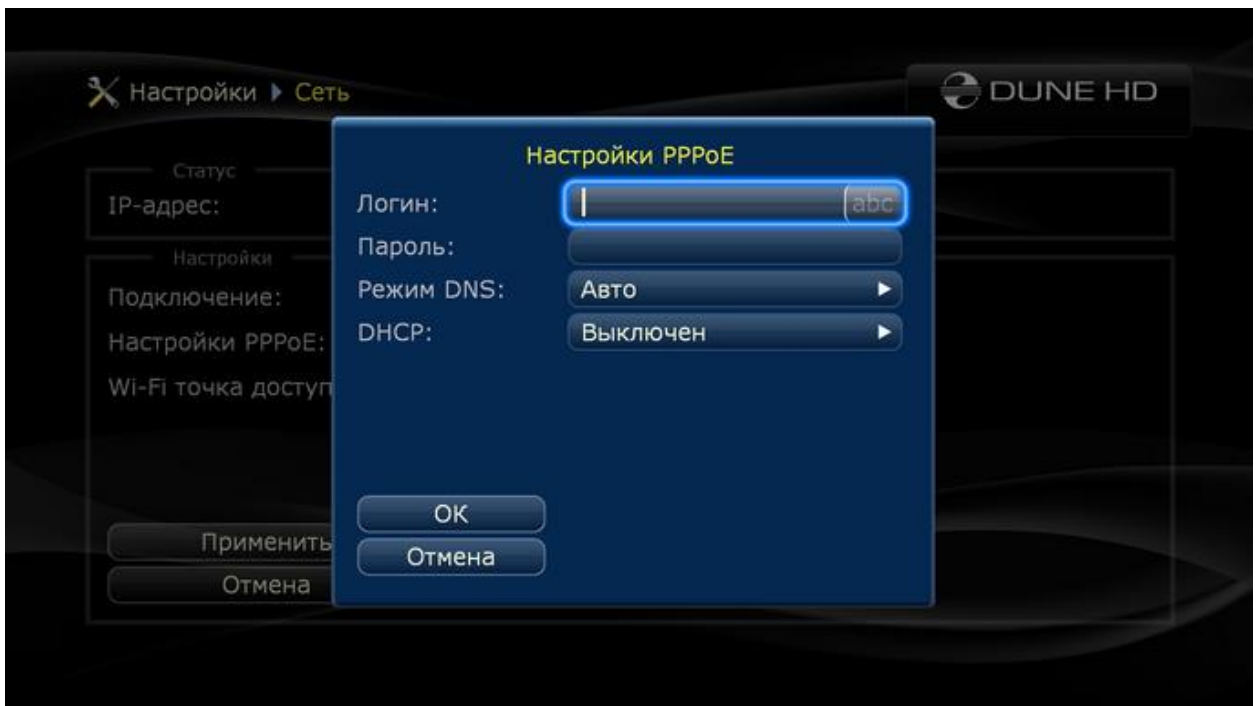 Настройки Сеть
DUNE HD
Статус
IP-адрес:
Настройки
Подключение:
Настройки PPPoE:
Wi-Fi точка доступ
Применить
Отмена
Настройки PPPoE
Логин:
abc
Пароль:
Режим DNS: Авто
DHCP: Выключен
ОК
Отмена